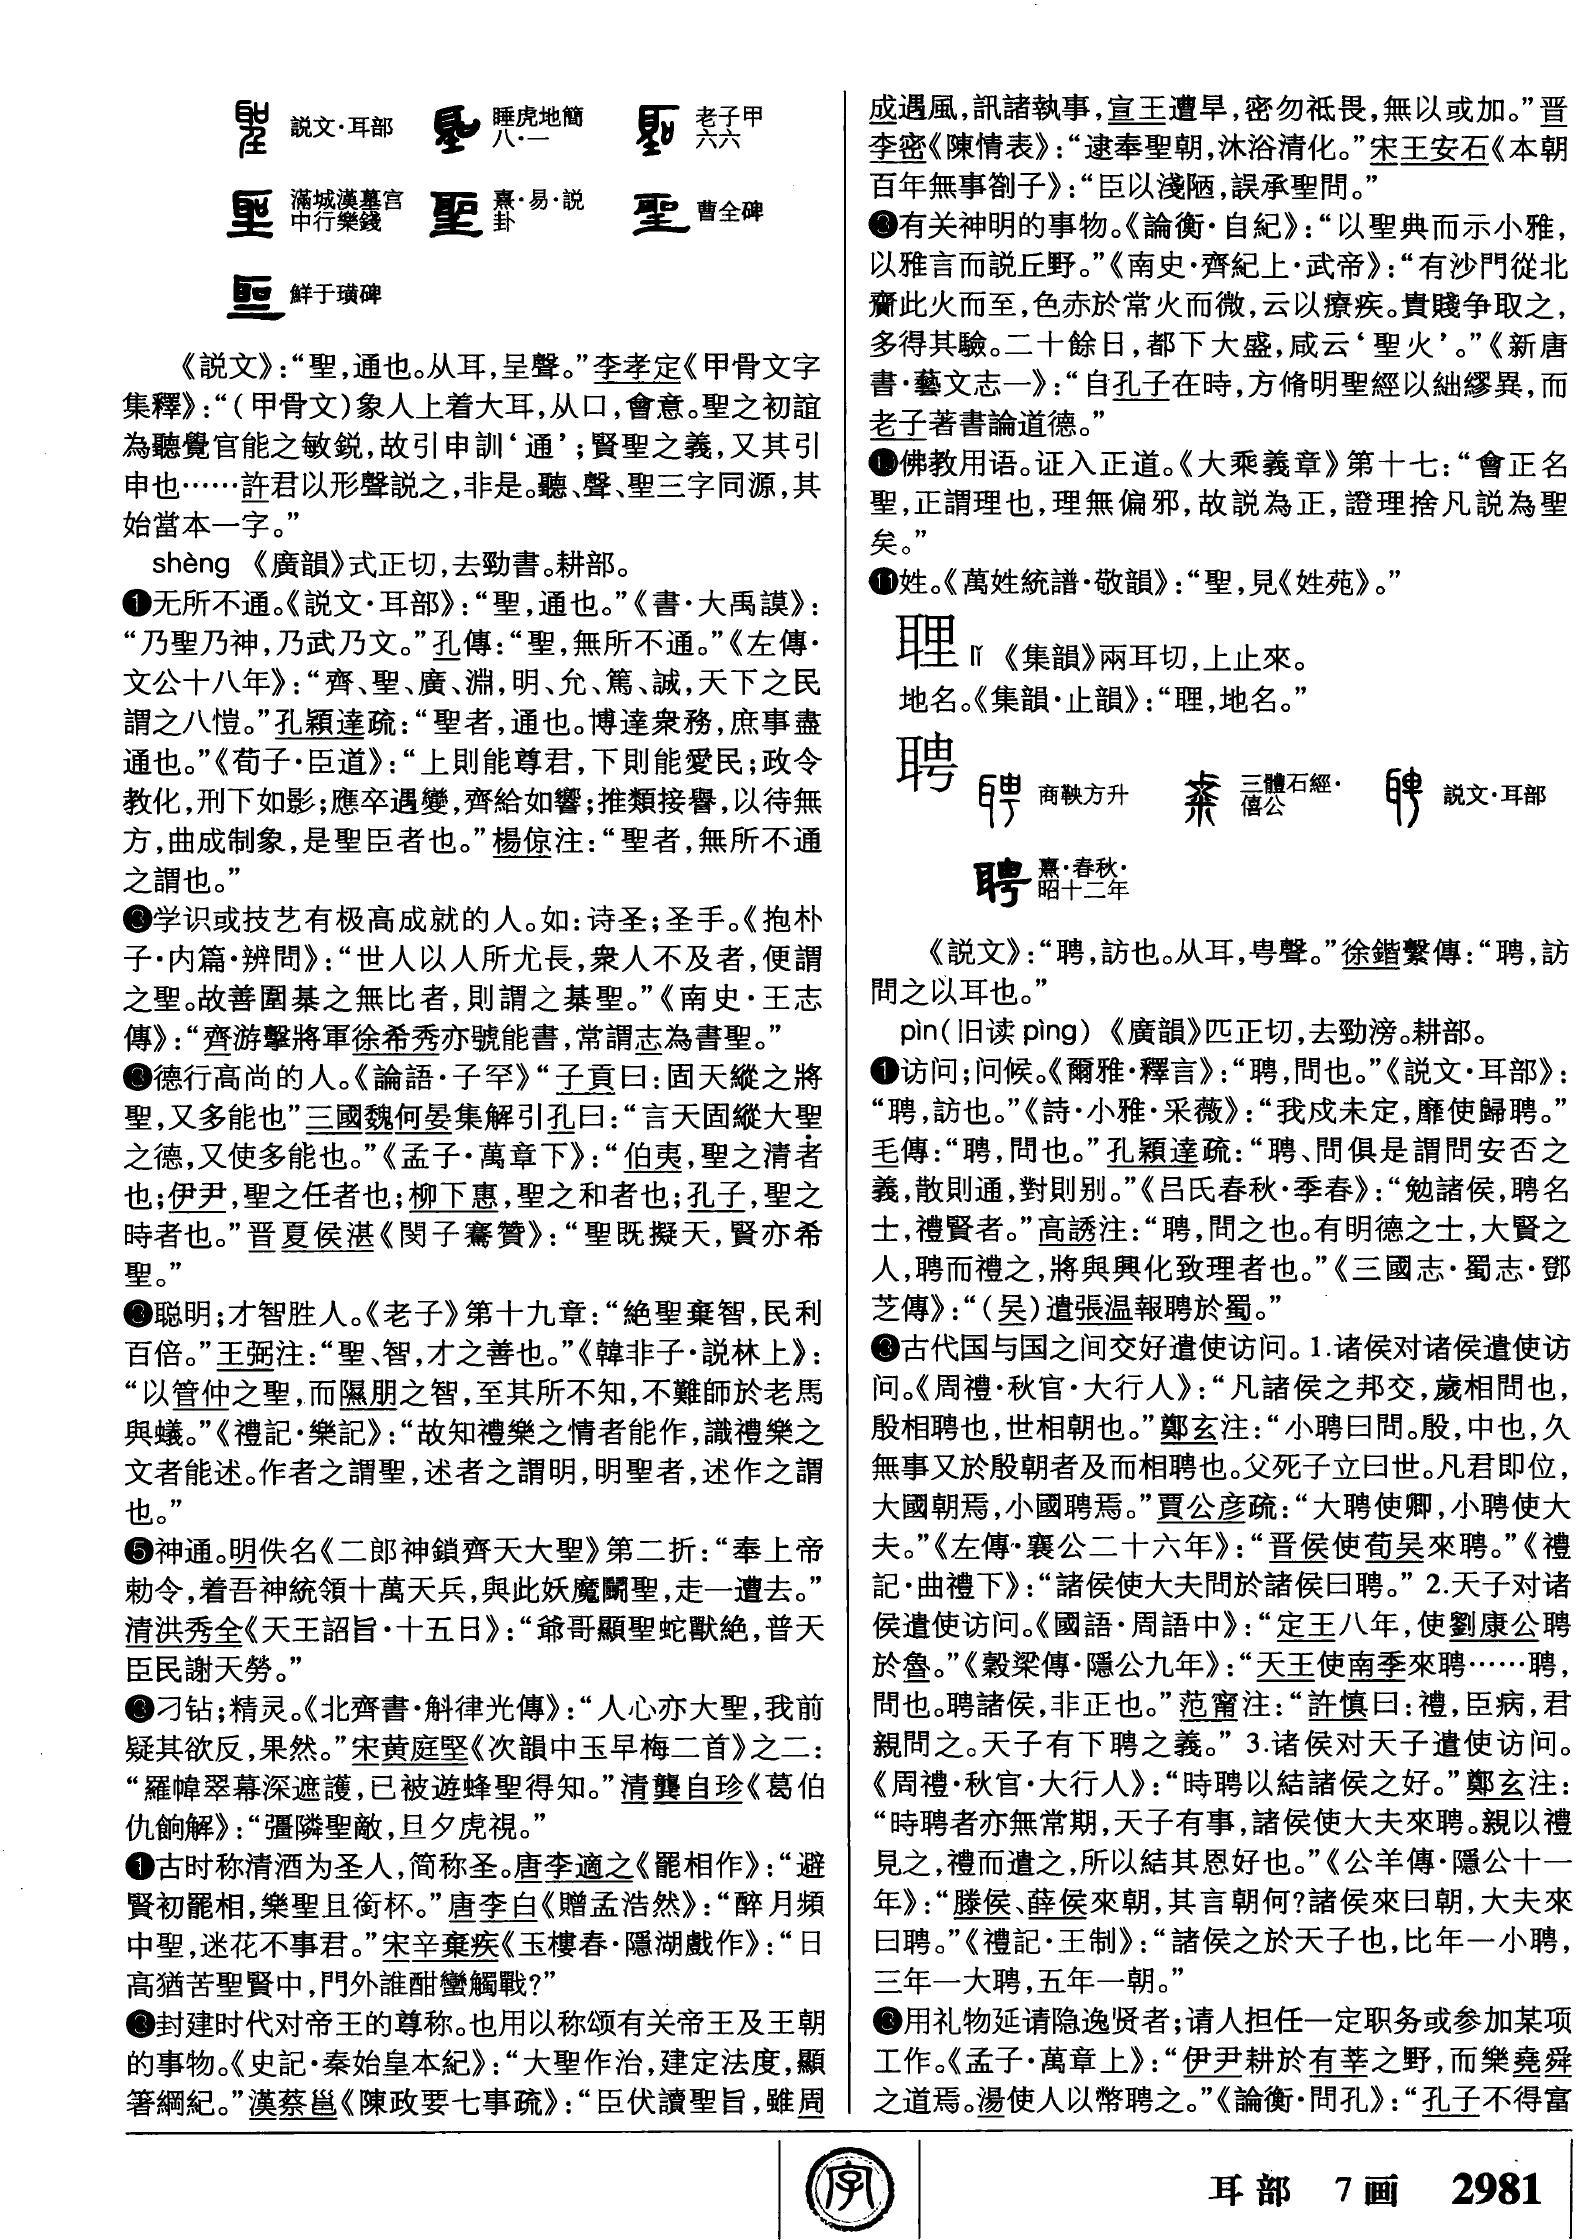 説文·耳部
睡虎地簡
八·一
老子甲
六六
滿城漢墓宫
中行樂錢
熹·易·説
卦
曹全碑
鮮于璜碑
《説文》：“聖，通也。从耳，呈聲。”李孝定《甲骨文字
集釋》：“（甲骨文）象人上着大耳，从口，會意。聖之初誼
為聽覺官能之敏鋭，故引申訓‘通’；賢聖之義，又其引
申也……許君以形聲説之，非是。聽、聲、聖三字同源，其
始當本一字。”
shèng 《廣韻》式正切，去勁書。耕部。
❶无所不通。《説文·耳部》：“聖，通也。”《書·大禹謨》：
“乃聖乃神，乃武乃文。”孔傳：“聖，無所不通。”《左傳·
文公十八年》：“齊、聖、廣、淵，明、允、篤、誠，天下之民
謂之八愷。”孔穎達疏：“聖者，通也。博達衆務，庶事盡
通也。”《荀子·臣道》：“上則能尊君，下則能愛民；政令
教化，刑下如影；應卒遇變，齊給如響；推類接譽，以待無
方，曲成制象，是聖臣者也。”楊倞注：“聖者，無所不通
之謂也。”
❷学识或技艺有极高成就的人。如：诗圣；圣手。《抱朴
子·内篇·辨問》：“世人以人所尤長，衆人不及者，便謂
之聖。故善圍棊之無比者，則謂之棊聖。”《南史·王志
傳》：“齊游擊將軍徐希秀亦號能書，常謂志為書聖。”
❸德行高尚的人。《論語·子罕》“子貢曰：固天縱之將
聖，又多能也”三國魏何晏集解引孔曰：“言天固縱大聖
之德，又使多能也。”《孟子·萬章下》：“伯夷，聖之清者
也；伊尹，聖之任者也；柳下惠，聖之和者也；孔子，聖之
時者也。”晋夏侯湛《閔子騫贊》：“聖既擬天，賢亦希
聖。”
❹聪明；才智胜人。《老子》第十九章：“絶聖棄智，民利
百倍。”王弼注：“聖、智，才之善也。”《韓非子·説林上》：
“以管仲之聖，而隰朋之智，至其所不知，不難師於老馬
與蟻。”《禮記·樂記》：“故知禮樂之情者能作，識禮樂之
文者能述。作者之謂聖，述者之謂明，明聖者，述作之謂
也。”
❺神通。明佚名《二郎神鎖齊天大聖》第二折：“奉上帝
勅令，着吾神統領十萬天兵，與此妖魔鬭聖，走一遭去。”
清洪秀全《天王詔旨·十五日》：“爺哥顯聖蛇獸絶，普天
臣民謝天勞。”
❻刁钻；精灵。《北齊書·斛律光傳》：“人心亦大聖，我前
疑其欲反，果然。”宋黄庭堅《次韻中玉早梅二首》之二：
“羅幃翠幕深遮護，已被遊蜂聖得知。”清龔自珍《葛伯
仇餉解》：“彊隣聖敵，旦夕虎視。”
❼古时称清酒为圣人，简称圣。唐李適之《罷相作》：“避
賢初罷相，樂聖且銜杯。”唐李白《贈孟浩然》：“醉月頻
中聖，迷花不事君。”宋辛棄疾《玉樓春·隱湖戲作》：“日
高猶苦聖賢中，門外誰酣蠻觸戰?”
❽封建时代对帝王的尊称。也用以称颂有关帝王及王朝
的事物。《史記·秦始皇本紀》：“大聖作治，建定法度，顯
箸綱紀。”漢蔡邕《陳政要七事疏》：“臣伏讀聖旨，雖周
成遇風，訊諸執事，宣王遭旱，密勿祗畏，無以或加。”晋
李密《陳情表》：“逮奉聖朝，沐浴清化。”宋王安石《本朝
百年無事劄子》：“臣以淺陋，誤承聖問。”
❾有关神明的事物。《論衡·自紀》：“以聖典而示小雅，
以雅言而説丘野。”《南史·齊紀上·武帝》：“有沙門從北
齎此火而至，色赤於常火而微，云以療疾。貴賤争取之，
多得其驗。二十餘日，都下大盛，咸云‘聖火’。”《新唐
書·藝文志一》：“自孔子在時，方脩明聖經以絀繆異，而
老子著書論道德。”
❿佛教用语。证入正道。《大乘義章》第十七：“會正名
聖，正謂理也，理無偏邪，故説為正，證理捨凡説為聖
矣。”
⓫姓。《萬姓統譜·敬韻》：“聖，見《姓苑》。”
𦖆 lǐ 《集韻》兩耳切，上止來。
地名。《集韻·止韻》：“𦖆，地名。”
聘
商鞅方升
三體石經·
僖公
説文·耳部
熹·春秋·
昭十二年
《説文》：“聘，訪也。从耳，甹聲。”徐鍇繫傳：“聘，訪
問之以耳也。”
pìn（旧读pìng） 《廣韻》匹正切，去勁滂。耕部。
❶访问；问候。《爾雅·釋言》：“聘，問也。”《説文·耳部》：
“聘，訪也。”《詩·小雅·采薇》：“我戍未定，靡使歸聘。”
毛傳：“聘，問也。”孔穎達疏：“聘、問俱是謂問安否之
義，散則通，對則别。”《吕氏春秋·季春》：“勉諸侯，聘名
士，禮賢者。”高誘注：“聘，問之也。有明德之士，大賢之
人，聘而禮之，將與興化致理者也。”《三國志·蜀志·鄧
芝傳》：“（吴）遣張温報聘於蜀。”
❷古代国与国之间交好遣使访问。1.诸侯对诸侯遣使访
问。《周禮·秋官·大行人》：“凡諸侯之邦交，歲相問也，
殷相聘也，世相朝也。”鄭玄注：“小聘曰問。殷，中也，久
無事又於殷朝者及而相聘也。父死子立曰世。凡君即位，
大國朝焉，小國聘焉。”賈公彦疏：“大聘使卿，小聘使大
夫。”《左傳·襄公二十六年》：“晋侯使荀吴來聘。”《禮
記·曲禮下》：“諸侯使大夫問於諸侯曰聘。” 2.天子对诸
侯遣使访问。《國語·周語中》：“定王八年，使劉康公聘
於魯。”《穀梁傳·隱公九年》：“天王使南季來聘……聘，
問也。聘諸侯，非正也。”范甯注：“許慎曰：禮，臣病，君
親問之。天子有下聘之義。” 3.诸侯对天子遣使访问。
《周禮·秋官·大行人》：“時聘以結諸侯之好。”鄭玄注：
“時聘者亦無常期，天子有事，諸侯使大夫來聘。親以禮
見之，禮而遣之，所以結其恩好也。”《公羊傳·隱公十一
年》：“滕侯、薛侯來朝，其言朝何?諸侯來曰朝，大夫來
曰聘。”《禮記·王制》：“諸侯之於天子也，比年一小聘，
三年一大聘，五年一朝。”
❸用礼物延请隐逸贤者；请人担任一定职务或参加某项
工作。《孟子·萬章上》：“伊尹耕於有莘之野，而樂堯舜
之道焉。湯使人以幣聘之。”《論衡·問孔》：“孔子不得富
字
耳部 7画 2981